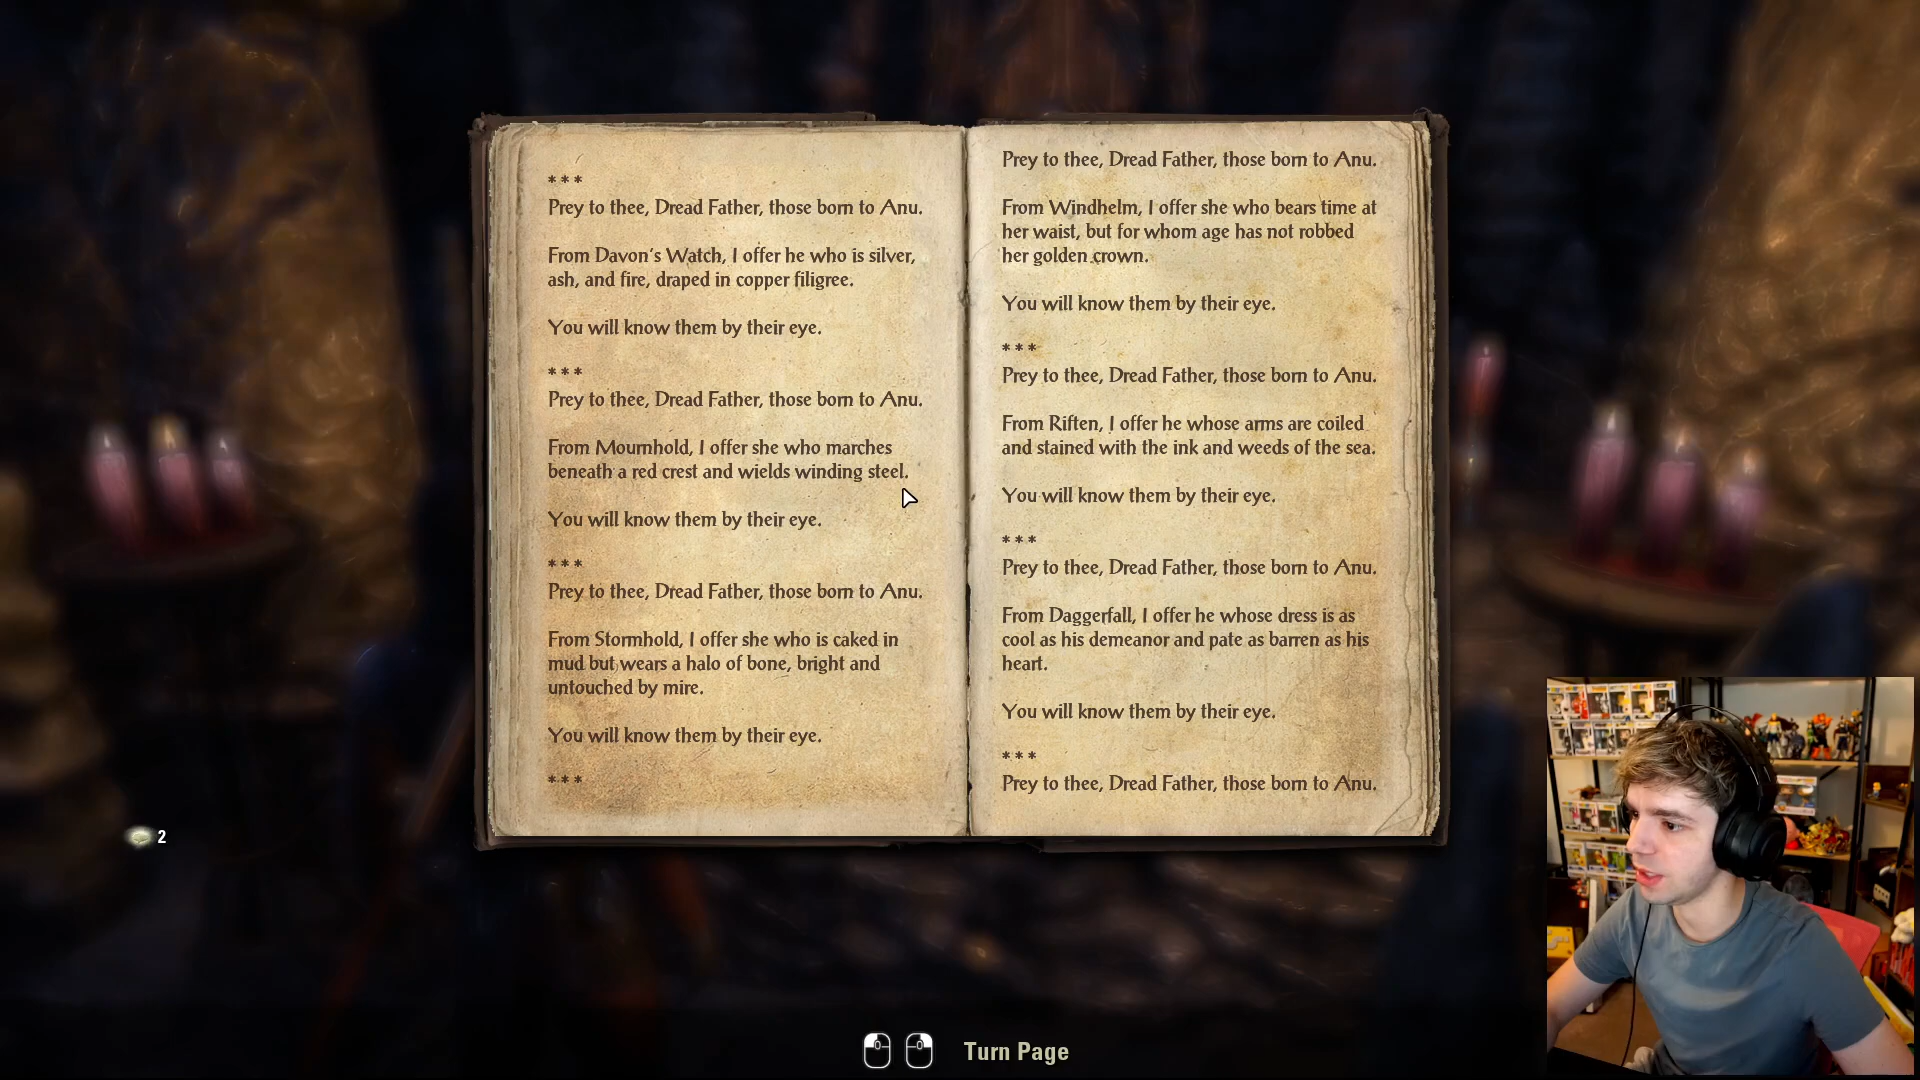 * * *
Prey to thee, Dread Father, those born to Anu.
From Davon's Watch, I offer he who is silver,
ash, and fire, draped in copper filigree.
You will know them by their eye.
* * *
Prey to thee, Dread Father, those born to Anu.
From Mournhold, I offer she who marches
beneath a red crest and wields winding steel.
You will know them by their eye.
* * *
Prey to thee, Dread Father, those born to Anu.
From Stormhold, I offer she who is caked in
mud but wears a halo of bone, bright and
untouched by mire.
You will know them by their eye.
* * *
Prey to thee, Dread Father, those born to Anu.
From Windhelm, I offer she who bears time at
her waist, but for whom age has not robbed
her golden crown.
You will know them by their eye.
* * *
Prey to thee, Dread Father, those born to Anu.
From Riften, I offer he whose arms are coiled
and stained with the ink and weeds of the sea.
You will know them by their eye.
* * *
Prey to thee, Dread Father, those born to Anu.
From Daggerfall, I offer he whose dress is as
cool as his demeanor and pate as barren as his
heart.
You will know them by their eye.
* * *
Prey to thee, Dread Father, those born to Anu.
2
Turn Page